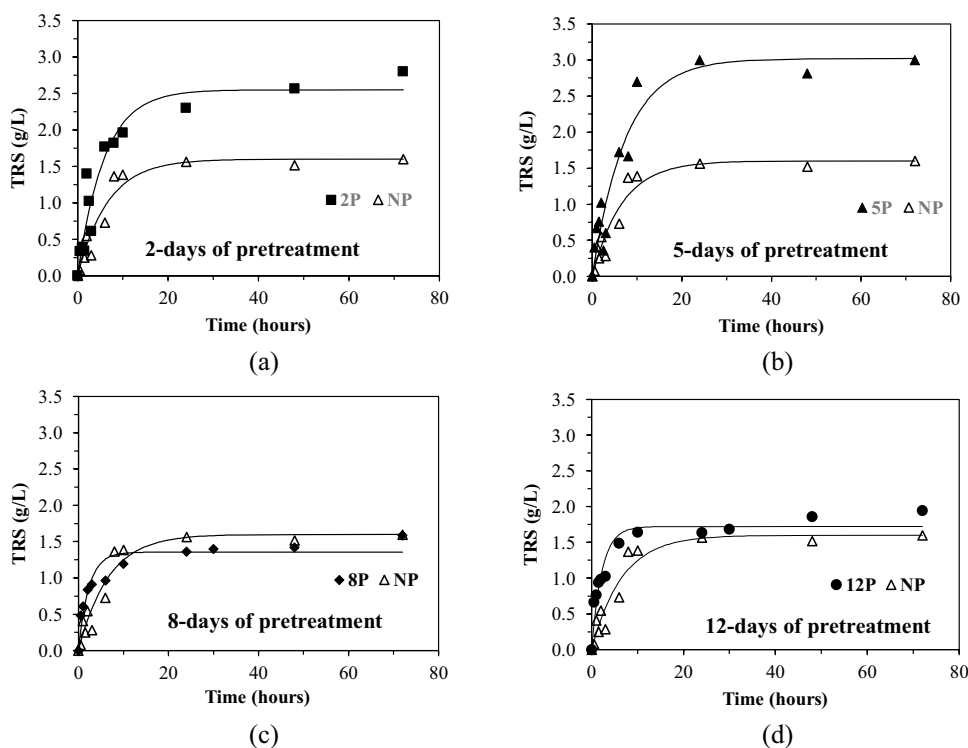 3.5
3.0
2.5
2.0
1.5
1.0
0.5
0.0
TRS (g/L)
2P NP
2-days of pretreatment
0 20 40 60 80
Time (hours)
(a)
3.5
3.0
2.5
2.0
1.5
1.0
0.5
0.0
TRS (g/L)
5P NP
5-days of pretreatment
0 20 40 60 80
Time (hours)
(b)
3.5
3.0
2.5
2.0
1.5
1.0
0.5
0.0
TRS (g/L)
8P NP
8-days of pretreatment
0 20 40 60 80
Time (hours)
(c)
3.5
3.0
2.5
2.0
1.5
1.0
0.5
0.0
TRS (g/L)
12P NP
12-days of pretreatment
0 20 40 60 80
Time (hours)
(d)